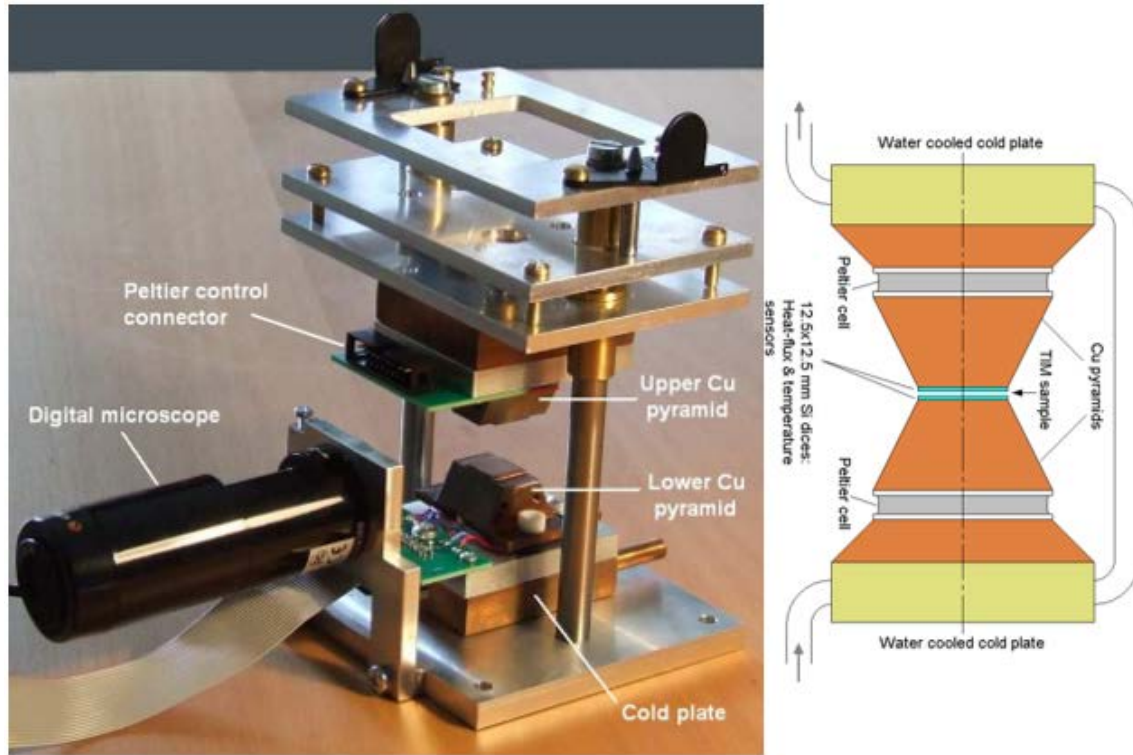 Peltier control
connector
Digital microscope
Upper Cu
pyramid
Lower Cu
pyramid
Cold plate
Water cooled cold plate
Peltier cell
12.5x12.5 mm Si dices:
Heat-flux & temperature
sensors
Cu pyramids
TIM sample
Peltier cell
Water cooled cold plate